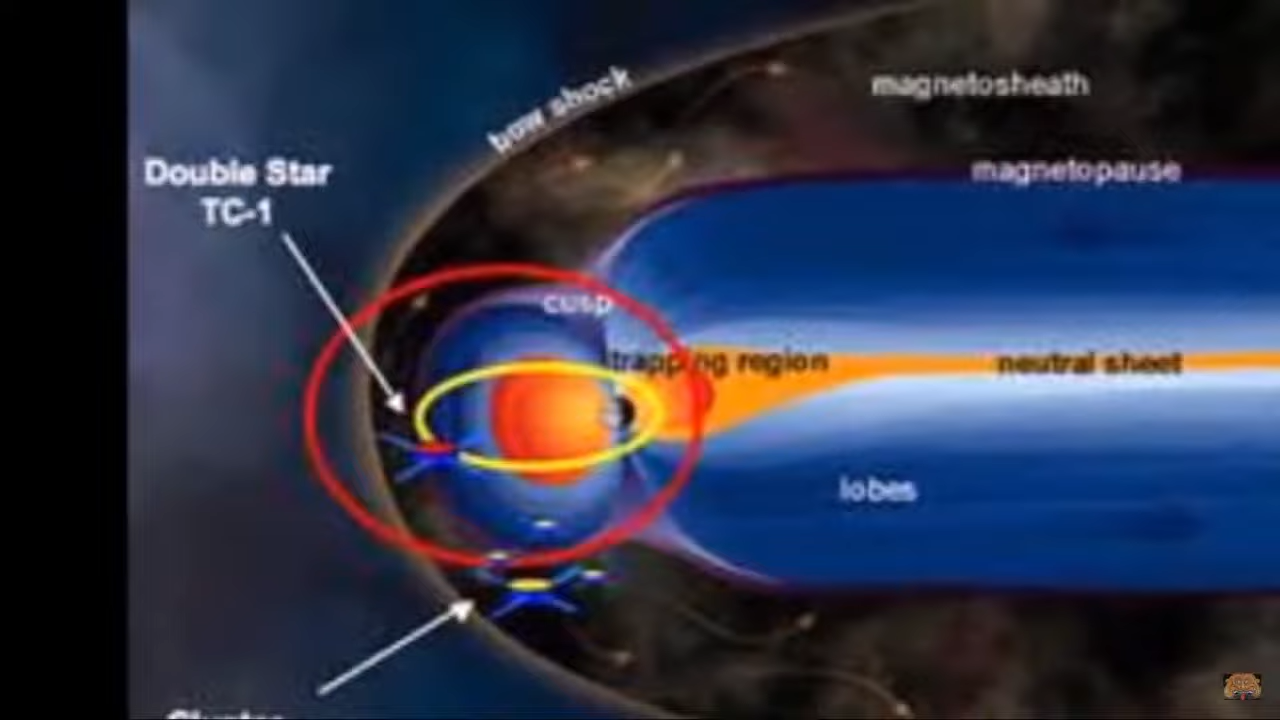 bow shock
magnetosheath
magnetopause
Double Star
TC-1
cusp
trapping region
neutral sheet
lobes